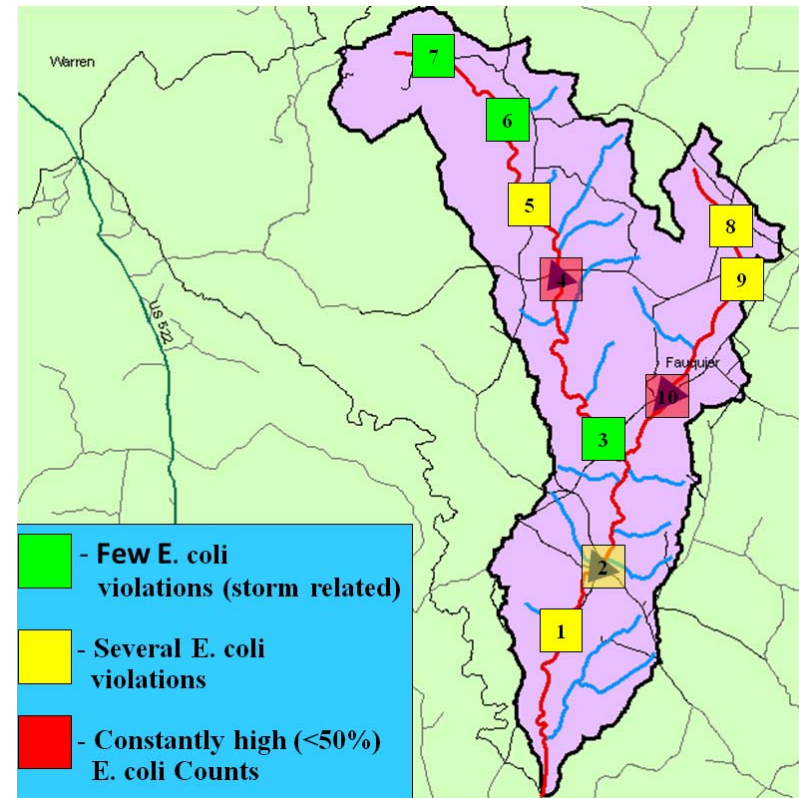 Warren
7
6
5
8
4
9
US 522
Fauquier
10
3
2
1
- Few E. coli
violations (storm related)
- Several E. coli
violations
- Constantly high (<50%)
E. coli Counts